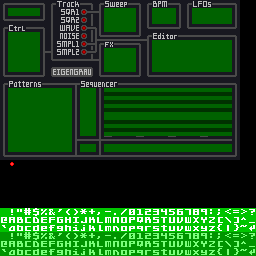 Track Sweep BPM LFOs
SQR1
SQR2
Ctrl WAVE
NOISE Editor
SMPL1
SMPL2 FX
EIGENGRAU
Patterns Sequencer
!"#$%&'()*+,-./0123456789:;<=>?
@ABCDEFGHIJKLMNOPQRSTUVWXYZ[\]^_
`abcdefghijklmnopqrstuvwxyz{|}~
!"#$%&'()*+,-./0123456789:;<=>?
@ABCDEFGHIJKLMNOPQRSTUVWXYZ[\]^_
`abcdefghijklmnopqrstuvwxyz{|}~